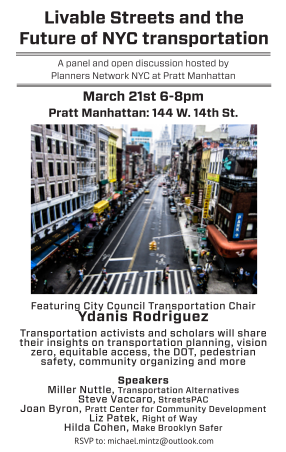 Livable Streets and the
Future of NYC transportation
A panel and open discussion hosted by
Planners Network NYC at Pratt Manhattan
March 21st 6-8pm
Pratt Manhattan: 144 W. 14th St.
Featuring City Council Transportation Chair
Ydanis Rodriguez
Transportation activists and scholars will share
their insights on transportation planning, vision
zero, equitable access, the DOT, pedestrian
safety, community organizing and more
Speakers
Miller Nuttle, Transportation Alternatives
Steve Vaccaro, StreetsPAC
Joan Byron, Pratt Center for Community Development
Liz Patek, Right of Way
Hilda Cohen, Make Brooklyn Safer
RSVP to: michael.mintz@outlook.com